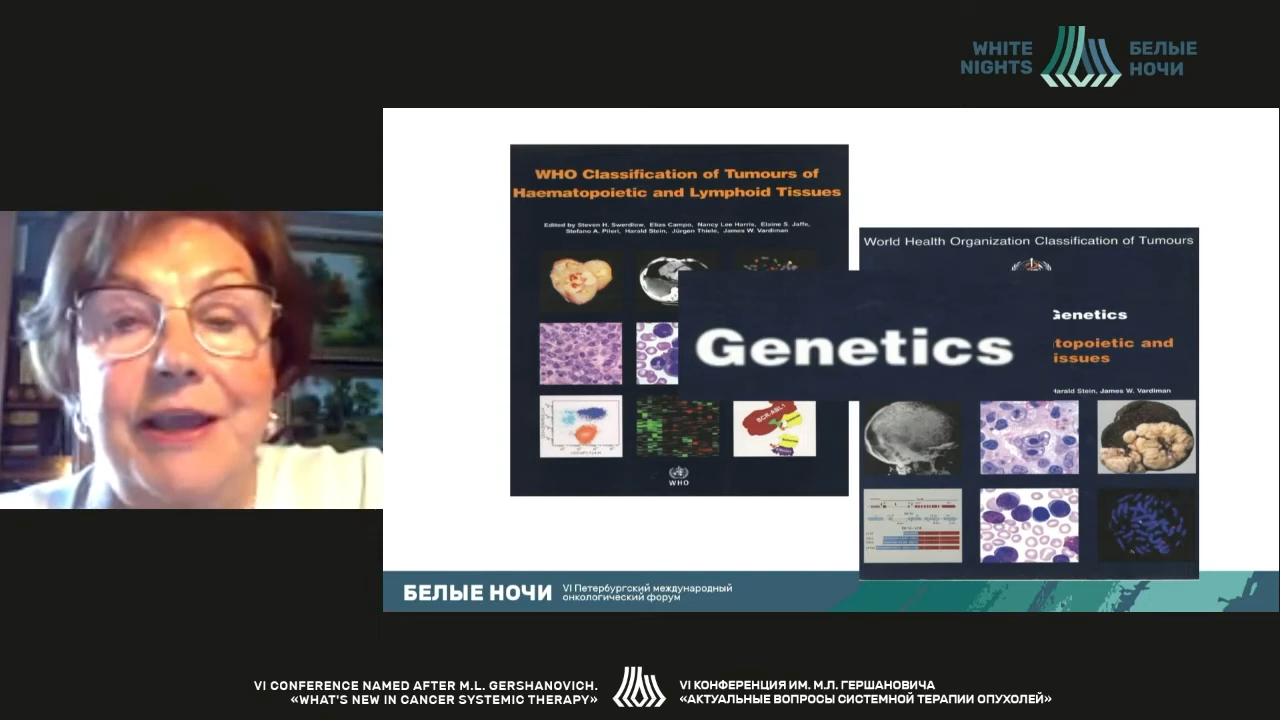 WHITE
NIGHTS
БЕЛЫЕ
НОЧИ
WHO Classification of Tumours of
Haematopoietic and Lymphoid Tissues
Edited by Steven H. Swerdlow, Elias Campo, Nancy Lee Harris, Elaine S. Jaffe,
Stefano A. Pileri, Harald Stein, Jürgen Thiele, James W. Vardiman
BCR-ABL1
WHO
World Health Organization Classification of Tumours
Genetics
Genetics
topoietic and
issues
Harald Stein, James W. Vardiman
БЕЛЫЕ НОЧИ
VI Петербургский международный
онкологический форум
VI CONFERENCE NAMED AFTER M.L. GERSHANOVICH.
«WHAT'S NEW IN CANCER SYSTEMIC THERAPY»
VI КОНФЕРЕНЦИЯ ИМ. М.Л. ГЕРШАНОВИЧА
«АКТУАЛЬНЫЕ ВОПРОСЫ СИСТЕМНОЙ ТЕРАПИИ ОПУХОЛЕЙ»